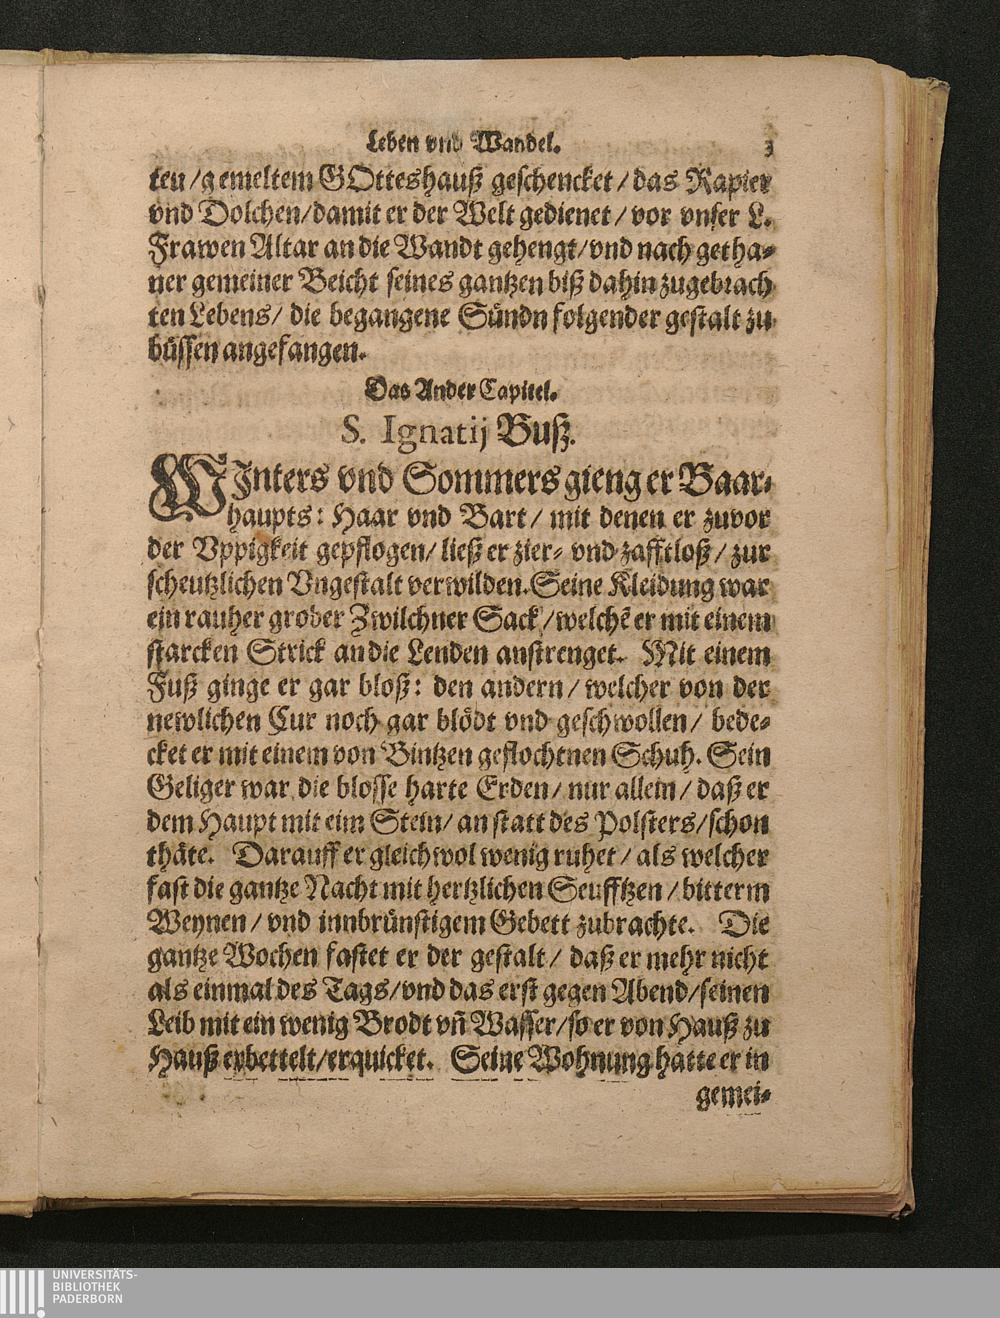 Leben vnd Wandel. 3
ten/gemeltem GOtteshauß geschencket/das Rapier
vnd Dolchen/damit er der Welt gedienet/vor vnser L.
Frawen Altar an die Wandt gehengt/vnd nach getha-
ner gemeiner Beicht seines gantzen biß dahin zugebrach
ten Lebens/ die begangene Sündn folgender gestalt zu
büssen angefangen.
Das Ander Capitel.
S. Ignatij Buß.
WInters vnd Sommers gieng er Baar-
haupts: Haar vnd Bart/ mit denen er zuvor
der Vppigkeit gepflogen/ ließ er zier- vnd zafftloß/ zur
scheutzlichen Vngestalt verwilden. Seine Kleidung war
ein rauher grober Zwilchner Sack/welchẽ er mit einem
starcken Strick an die Lenden anstrenget. Mit einem
Fuß ginge er gar bloß: den andern/ welcher von der
newlichen Cur noch gar blödt vnd geschwollen/ bede-
cket er mit einem von Bintzen geflochtnen Schuh. Sein
Geliger war die blosse harte Erden/ nur allein/ daß er
dem Haupt mit eim Stein/ an statt des Polsters/schon
thäte. Darauff er gleichwol wenig ruhet/ als welcher
fast die gantze Nacht mit hertzlichen Seufftzen/ bitterm
Weynen/ vnd innbrünstigem Gebett zubrachte. Die
gantze Wochen fastet er der gestalt/ daß er mehr nicht
als einmal des Tags/vnd das erst gegen Abend/seinen
Leib mit ein wenig Brodt vñ Wasser/so er von Hauß zu
Hauß erbettelt/erquicket. Seine Wohnung hatte er in
gemei-
UNIVERSITÄTS-
BIBLIOTHEK
PADERBORN